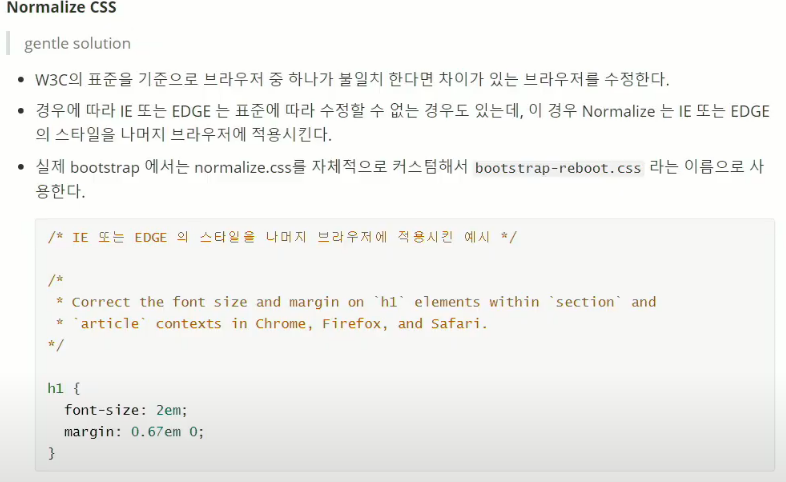 Normalize CSS
gentle solution
• W3C의 표준을 기준으로 브라우저 중 하나가 불일치 한다면 차이가 있는 브라우저를 수정한다.
• 경우에 따라 IE 또는 EDGE 는 표준에 따라 수정할 수 없는 경우도 있는데, 이 경우 Normalize 는 IE 또는 EDGE
의 스타일을 나머지 브라우저에 적용시킨다.
• 실제 bootstrap 에서는 normalize.css를 자체적으로 커스텀해서 bootstrap-reboot.css 라는 이름으로 사
용한다.
/* IE 또는 EDGE 의 스타일을 나머지 브라우저에 적용시킨 예시 */
/*
* Correct the font size and margin on `h1` elements within `section` and
* `article` contexts in Chrome, Firefox, and Safari.
*/
h1 {
font-size: 2em;
margin: 0.67em 0;
}